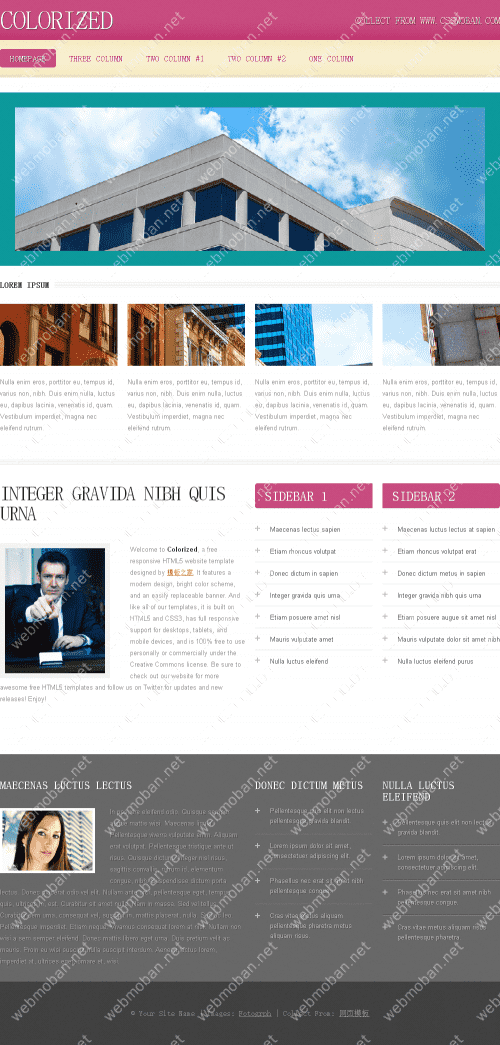 COLORIZED
COLLECT FROM WWW.CSSMOBAN.COM
HOMEPAGE THREE COLUMN TWO COLUMN #1 TWO COLUMN #2 ONE COLUMN
LOREM IPSUM
Nulla enim eros, porttitor eu, tempus id,
varius non, nibh. Duis enim nulla, luctus
eu, dapibus lacinia, venenatis id, quam.
Vestibulum imperdiet, magna nec
eleifend rutrum.
Nulla enim eros, porttitor eu, tempus id,
varius non, nibh. Duis enim nulla, luctus
eu, dapibus lacinia, venenatis id, quam.
Vestibulum imperdiet, magna nec
eleifend rutrum.
Nulla enim eros, porttitor eu, tempus id,
varius non, nibh. Duis enim nulla, luctus
eu, dapibus lacinia, venenatis id, quam.
Vestibulum imperdiet, magna nec
eleifend rutrum.
Nulla enim eros, porttitor eu, tempus id,
varius non, nibh. Duis enim nulla, luctus
eu, dapibus lacinia, venenatis id, quam.
Vestibulum imperdiet, magna nec
eleifend rutrum.
INTEGER GRAVIDA NIBH QUIS
URNA
Welcome to Colorized, a free
responsive HTML5 website template
designed by 模板之家. It features a
modern design, bright color scheme,
and an easily replaceable banner. And
like all of our templates, it is built on
HTML5 and CSS3, has full responsive
support for desktops, tablets, and
mobile devices, and is 100% free to use
personally or commercially under the
Creative Commons license. Be sure to
check out our website for more
awesome free HTML5 templates and follow us on Twitter for updates and new
releases! Enjoy!
SIDEBAR 1
Maecenas lectus sapien
Etiam rhoncus volutpat
Donec dictum in sapien
Integer gravida quis urna
Etiam posuere amet nisl
Mauris vulputate amet
Nulla luctus eleifend
SIDEBAR 2
Maecenas luctus lectus at sapien
Etiam rhoncus volutpat erat
Donec dictum metus in sapien
Integer gravida nibh quis urna
Etiam posuere augue sit amet nisl
Mauris vulputate dolor sit amet nibh
Nulla luctus eleifend purus
MAECENAS LUCTUS LECTUS
DONEC DICTUM METUS
Pellentesque quis elit non lectus
gravida blandit.
Lorem ipsum dolor sit amet,
consectetuer adipiscing elit.
Phasellus nec erat sit amet nibh
pellentesque congue.
Cras vitae metus aliquam
pellentesque pharetra metus
aliquam risus.
NULLA LUCTUS
ELEIFEND
Pellentesque quis elit non lectus
gravida blandit.
Lorem ipsum dolor sit amet,
consectetuer adipiscing elit.
Phasellus nec erat sit amet nibh
pellentesque congue.
Cras vitae metus aliquam risus
pellentesque pharetra.
© Your Site Name | Images: Fotogrph | Collect From: 网页模板
webmoban.net